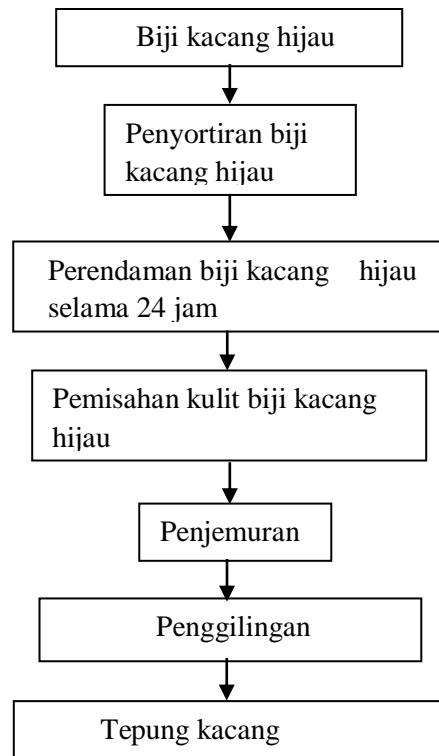 Biji kacang hijau
Penyortiran biji
kacang hijau
Perendaman biji kacang hijau
selama 24 jam
Pemisahan kulit biji kacang
hijau
Penjemuran
Penggilingan
Tepung kacang